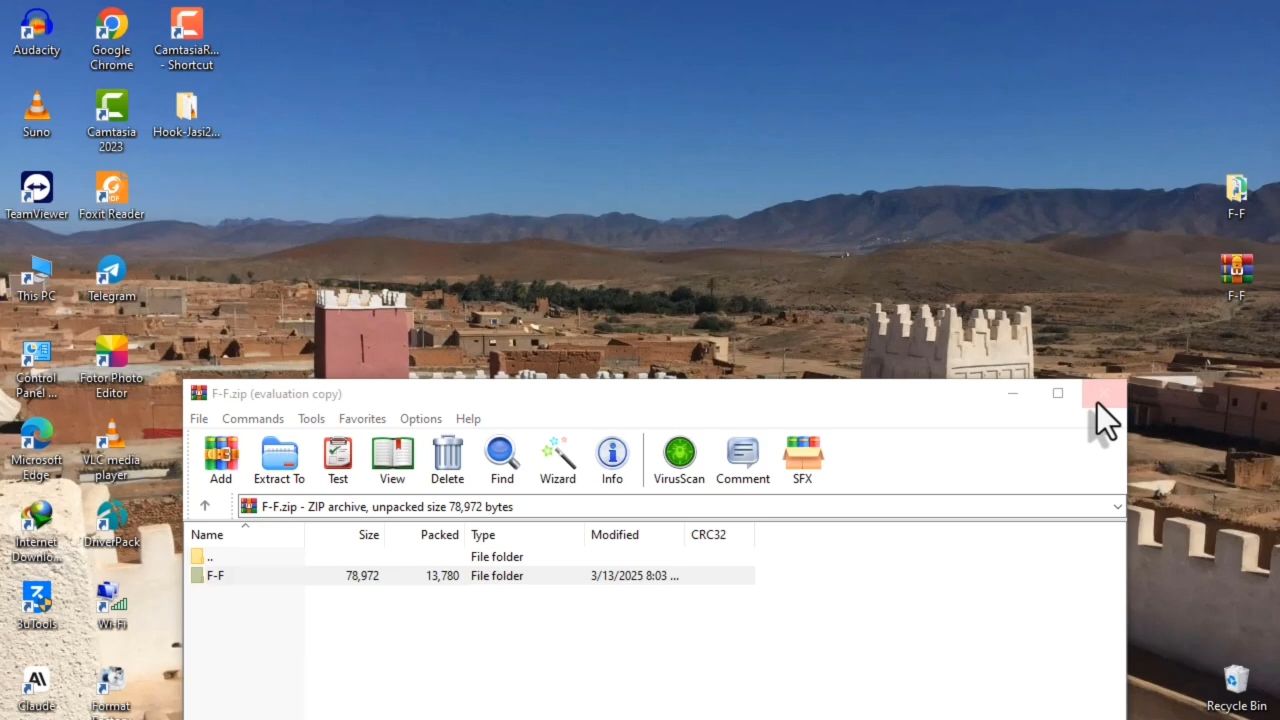 Audacity
Google
Chrome
CamtasiaR...
- Shortcut
Suno
Camtasia
2023
Hook-Jasi2...
TeamViewer
Foxit Reader
F-F
This PC
Telegram
F-F
Control
Panel ...
Fotor Photo
Editor
F-F.zip (evaluation copy)
File Commands Tools Favorites Options Help
Microsoft
Edge
VLC media
player
Add Extract To Test View Delete Find Wizard Info VirusScan Comment SFX
F-F.zip - ZIP archive, unpacked size 78,972 bytes
Internet
Downlo...
DriverPack
Name Size Packed Type Modified CRC32
.. File folder
F-F 78,972 13,780 File folder 3/13/2025 8:03 ...
3uTools
Wi-Fi
Claude
Format
Recycle Bin